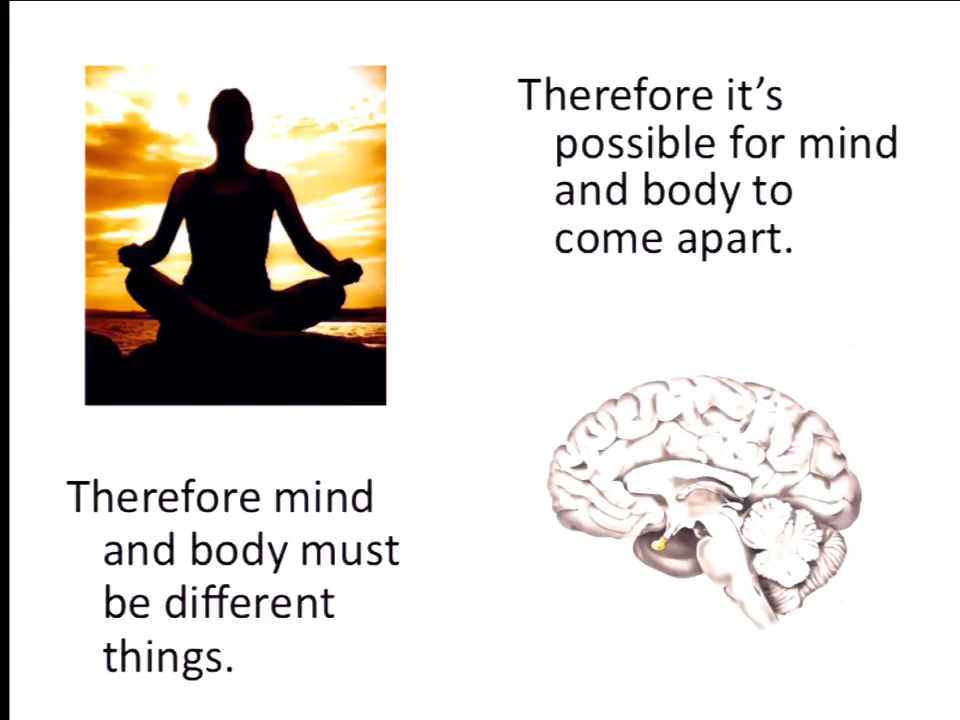 Therefore it’s
possible for mind
and body to
come apart.
Therefore mind
and body must
be different
things.